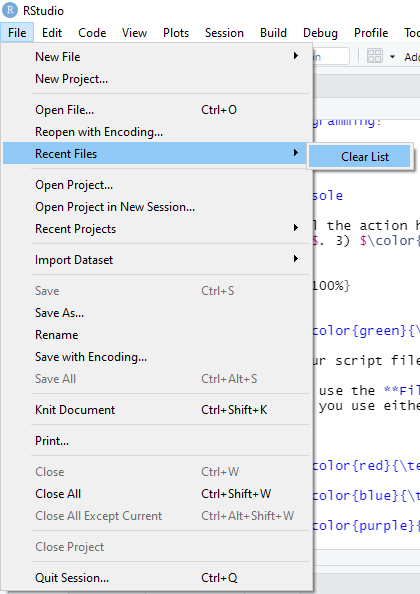 R RStudio
File Edit Code View Plots Session Build Debug Profile Too
New File
New Project...
Open File... Ctrl+O
Reopen with Encoding...
Recent Files
Clear List
Open Project...
Open Project in New Session...
Recent Projects
Import Dataset
Save Ctrl+S
Save As...
Rename
Save with Encoding...
Save All Ctrl+Alt+S
Knit Document Ctrl+Shift+K
Print...
Close Ctrl+W
Close All Ctrl+Shift+W
Close All Except Current Ctrl+Alt+Shift+W
Close Project
Quit Session... Ctrl+Q
in Add
gramming!
sole
l the action h
$. 3) $\color{
100%}
color{green}{\
ur script file
use the **Fil
you use eithe
color{red}{\te
color{blue}{\t
color{purple}{